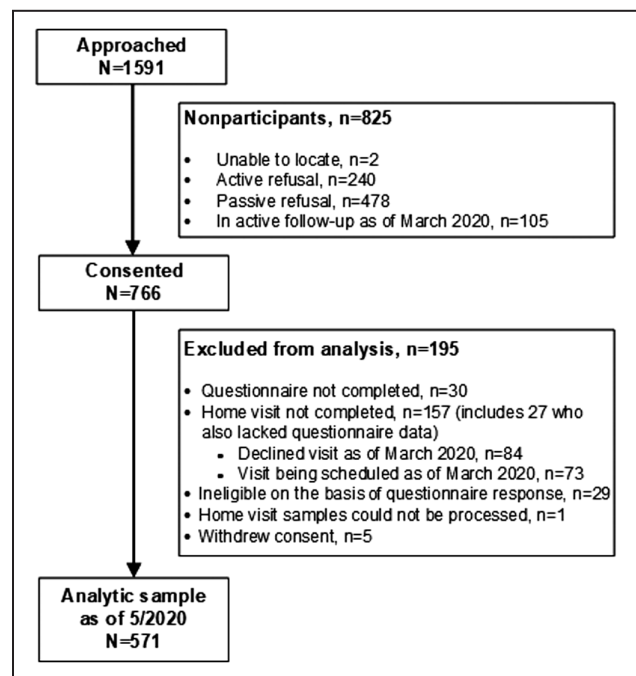 Approached
N=1591
Nonparticipants, n=825
• Unable to locate, n=2
• Active refusal, n=240
• Passive refusal, n=478
• In active follow-up as of March 2020, n=105
Consented
N=766
Excluded from analysis, n=195
• Questionnaire not completed, n=30
• Home visit not completed, n=157 (includes 27 who
also lacked questionnaire data)
• Declined visit as of March 2020, n=84
• Visit being scheduled as of March 2020, n=73
• Ineligible on the basis of questionnaire response, n=29
• Home visit samples could not be processed, n=1
• Withdrew consent, n=5
Analytic sample
as of 5/2020
N=571